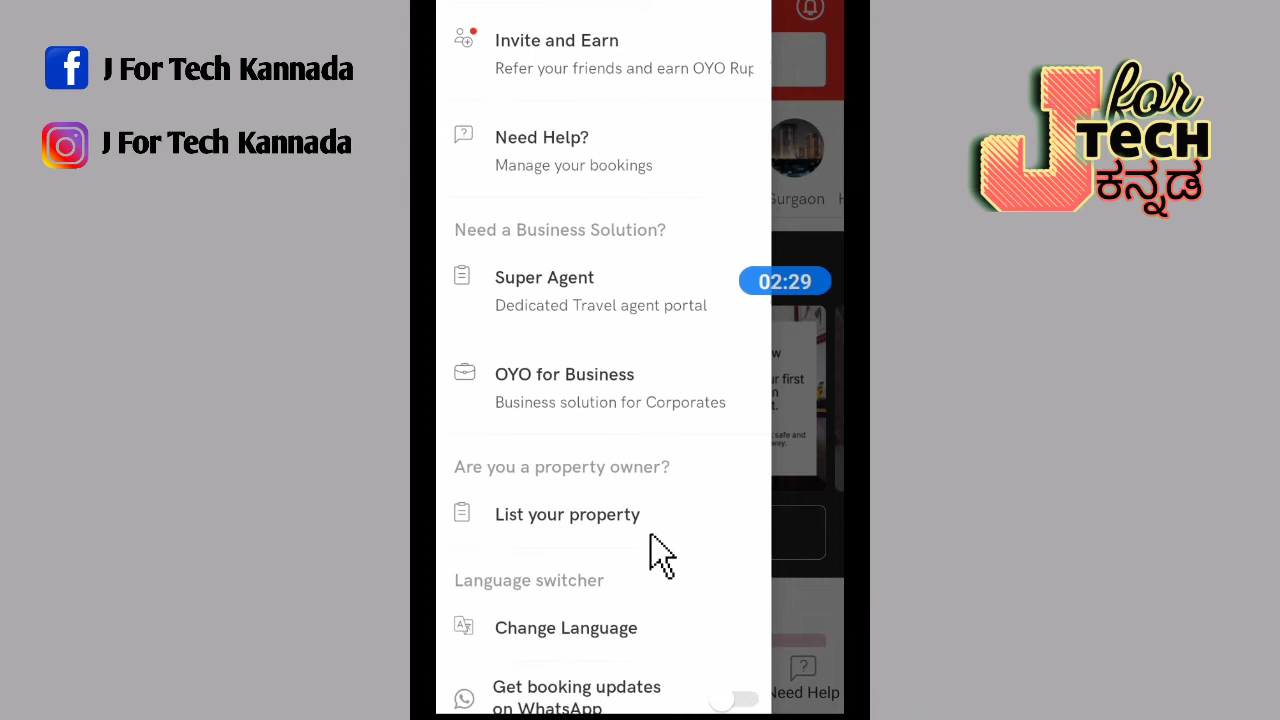 J For Tech Kannada
J For Tech Kannada
J for
TECH
ಕನ್ನಡ
Invite and Earn
Refer your friends and earn OYO Rup
Need Help?
Manage your bookings
Gurgaon
Need a Business Solution?
Super Agent
Dedicated Travel agent portal
02:29
OYO for Business
Business solution for Corporates
Are you a property owner?
List your property
Language switcher
Change Language
Get booking updates
on WhatsApp
Need Help